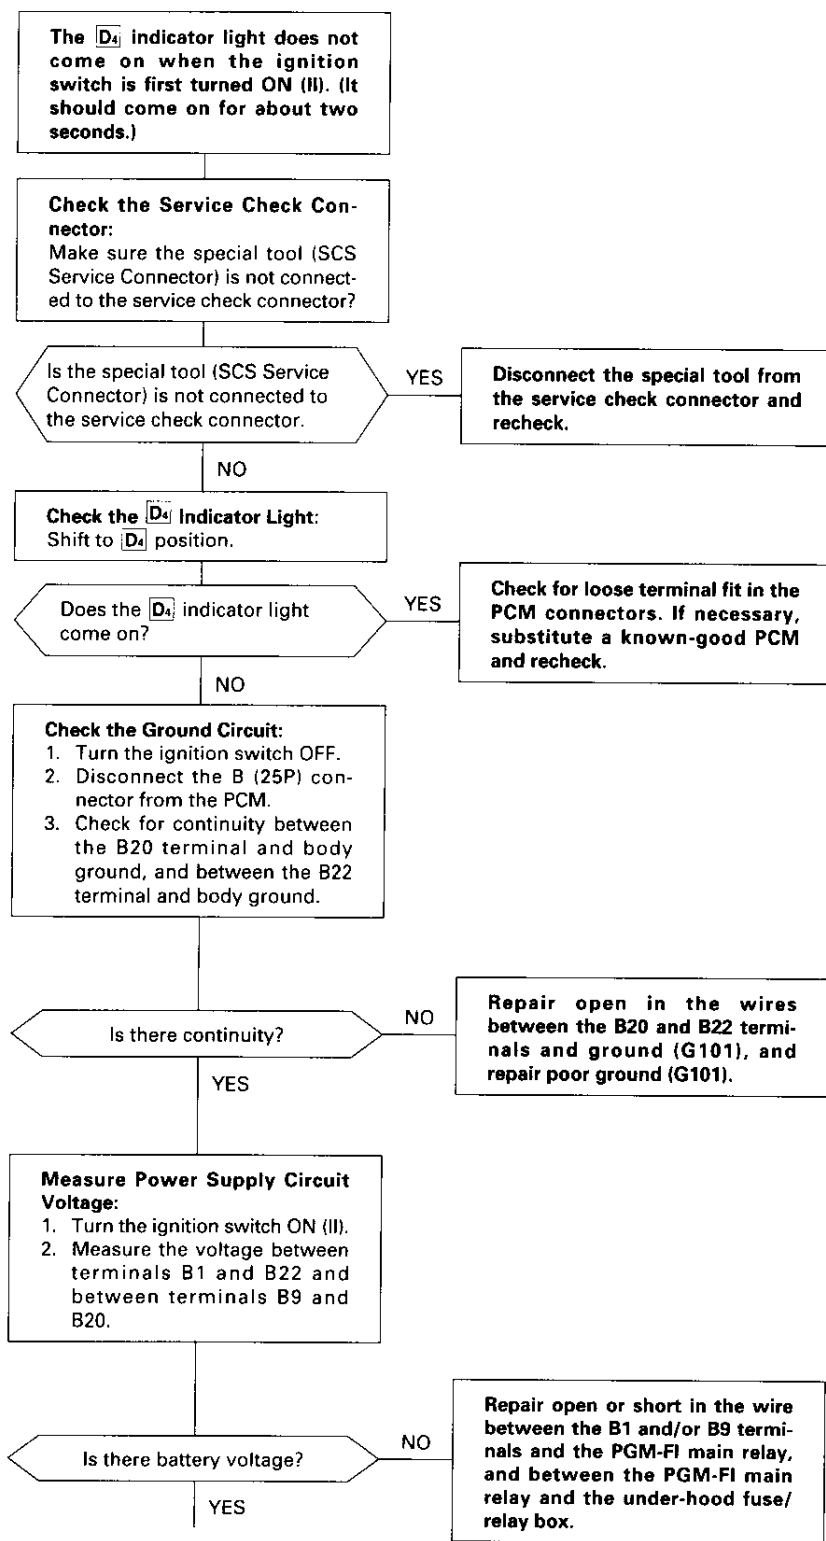 The D4 indicator light does not
come on when the ignition
switch is first turned ON (II). (It
should come on for about two
seconds.)
Check the Service Check Con-
nector:
Make sure the special tool (SCS
Service Connector) is not connect-
ed to the service check connector?
Is the special tool (SCS Service
Connector) is not connected to
the service check connector.
YES
Disconnect the special tool from
the service check connector and
recheck.
NO
Check the D4 Indicator Light:
Shift to D4 position.
Does the D4 indicator light
come on?
YES
Check for loose terminal fit in the
PCM connectors. If necessary,
substitute a known-good PCM
and recheck.
NO
Check the Ground Circuit:
1. Turn the ignition switch OFF.
2. Disconnect the B (25P) con-
nector from the PCM.
3. Check for continuity between
the B20 terminal and body
ground, and between the B22
terminal and body ground.
Is there continuity?
NO
Repair open in the wires
between the B20 and B22 termi-
nals and ground (G101), and
repair poor ground (G101).
YES
Measure Power Supply Circuit
Voltage:
1. Turn the ignition switch ON (II).
2. Measure the voltage between
terminals B1 and B22 and
between terminals B9 and
B20.
Is there battery voltage?
NO
Repair open or short in the wire
between the B1 and/or B9 termi-
nals and the PGM-FI main relay,
and between the PGM-FI main
relay and the under-hood fuse/
relay box.
YES